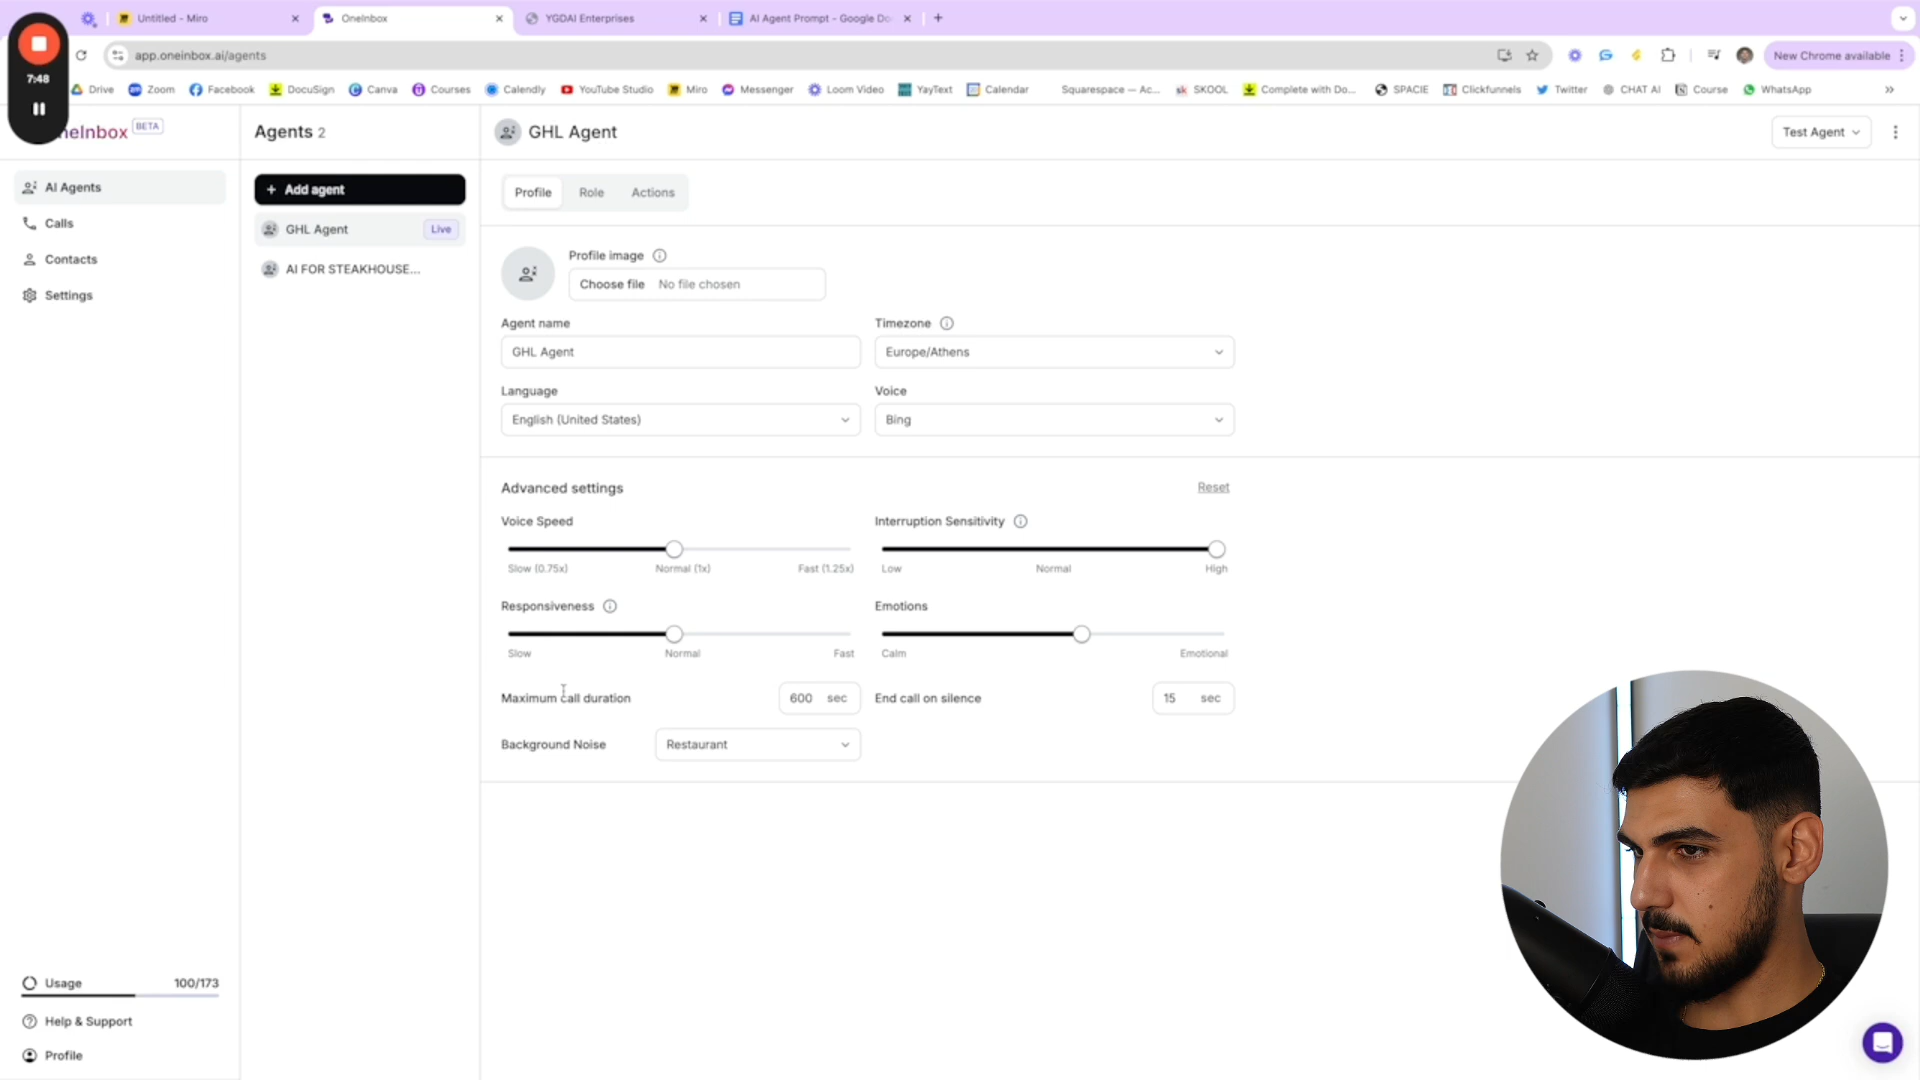 Untitled - Miro
OneInbox
YGDAI Enterprises
AI Agent Prompt - Google Do
7:48
app.oneinbox.ai/agents
New Chrome available
Drive
Zoom
Facebook
DocuSign
Canva
Courses
Calendly
YouTube Studio
Miro
Messenger
Loom Video
YayText
Calendar
Squarespace — Ac...
SKOOL
Complete with Do...
SPACIE
Clickfunnels
Twitter
CHAT AI
Course
WhatsApp
neInbox BETA
Agents 2
GHL Agent
Test Agent
AI Agents
Calls
Contacts
Settings
+ Add agent
GHL Agent Live
AI FOR STEAKHOUSE...
Profile Role Actions
Profile image
Choose file No file chosen
Agent name
GHL Agent
Timezone
Europe/Athens
Language
English (United States)
Voice
Bing
Advanced settings
Reset
Voice Speed
Slow (0.75x) Normal (1x) Fast (1.25x)
Interruption Sensitivity
Low Normal High
Responsiveness
Slow Normal Fast
Emotions
Calm Emotional
Maximum call duration 600 sec
End call on silence 15 sec
Background Noise Restaurant
Usage 100/173
Help & Support
Profile